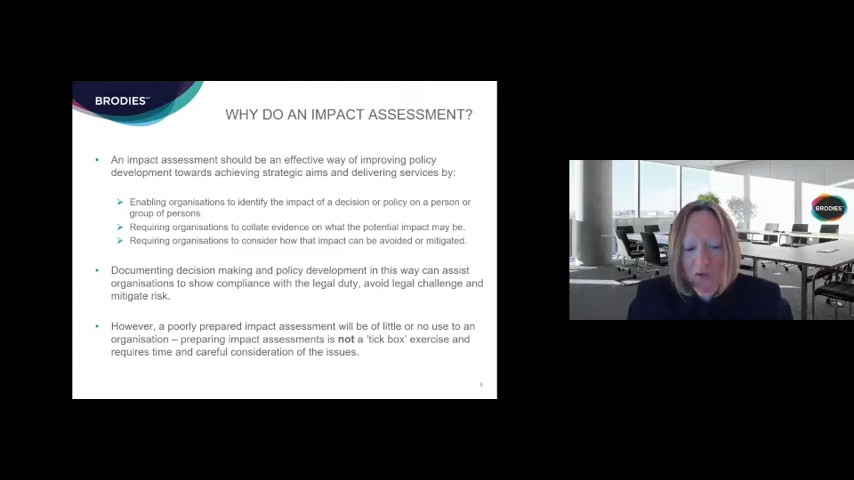 BRODIES LLP
WHY DO AN IMPACT ASSESSMENT?
• An impact assessment should be an effective way of improving policy
development towards achieving strategic aims and delivering services by:
➢ Enabling organisations to identify the impact of a decision or policy on a person or
group of persons.
➢ Requiring organisations to collate evidence on what the potential impact may be.
➢ Requiring organisations to consider how that impact can be avoided or mitigated.
• Documenting decision making and policy development in this way can assist
organisations to show compliance with the legal duty, avoid legal challenge and
mitigate risk.
• However, a poorly prepared impact assessment will be of little or no use to an
organisation – preparing impact assessments is not a ‘tick box’ exercise and
requires time and careful consideration of the issues.
6
BRODIES